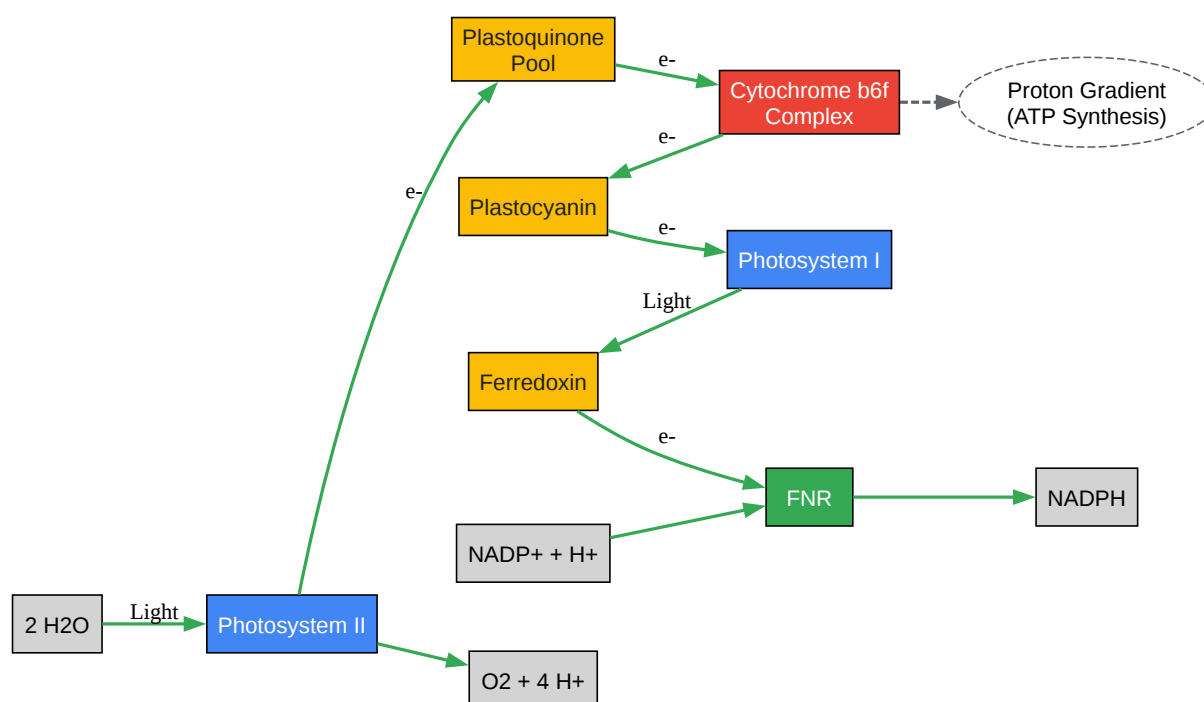 Plastoquinone
Pool
e-
Cytochrome b6f
Complex
Proton Gradient
(ATP Synthesis)
e-
e-
Plastocyanin
e-
Photosystem I
Light
Ferredoxin
e-
FNR
NADPH
NADP+ + H+
2 H2O
Light
Photosystem II
O2 + 4 H+